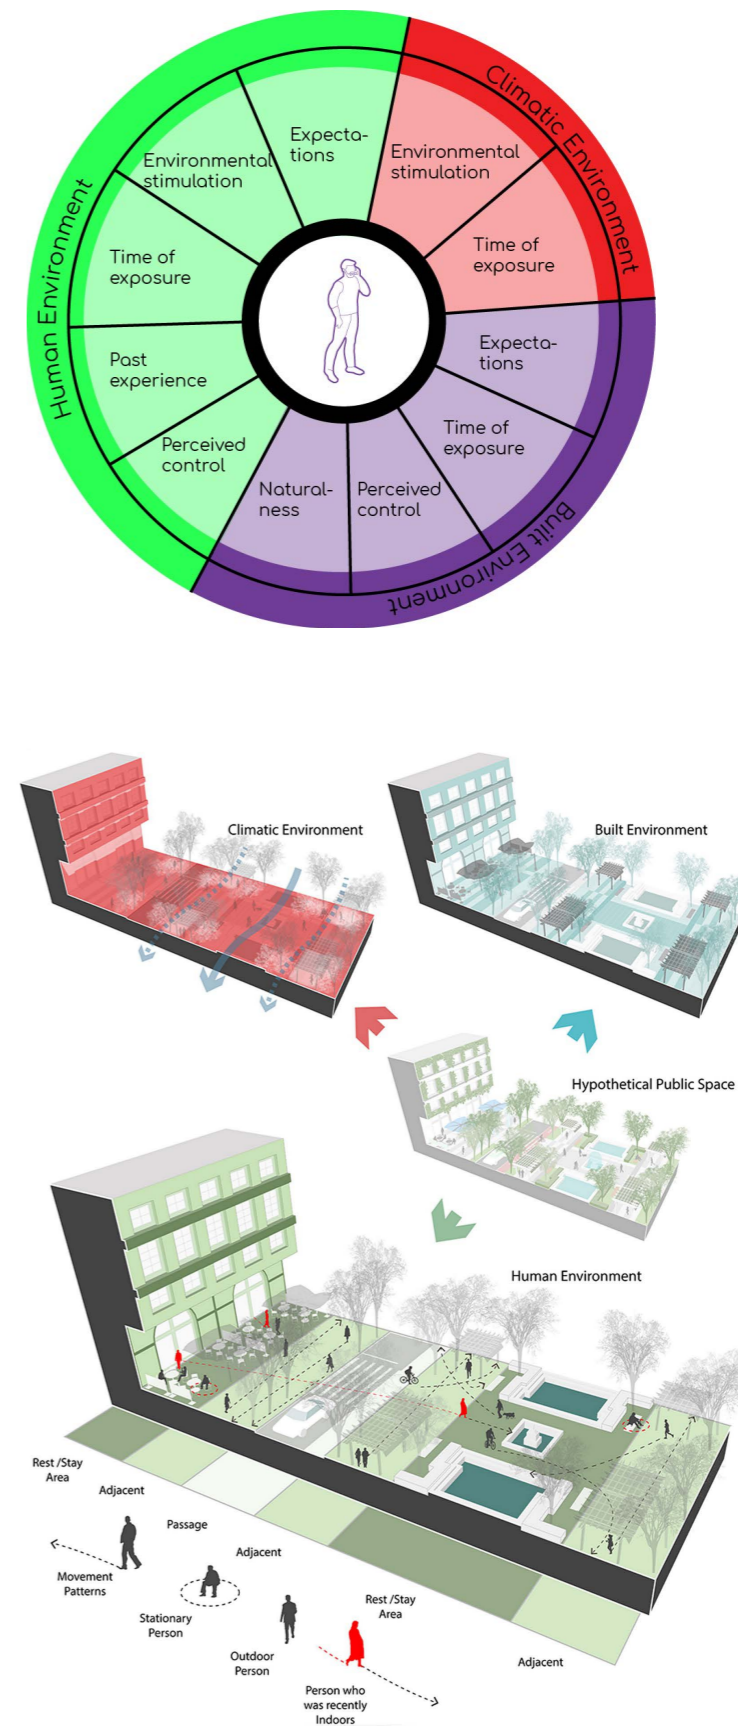 Human Environment
Climatic Environment
Built Environment
Expecta-
tions
Environmental
stimulation
Environmental
stimulation
Time of
exposure
Time of
exposure
Past
experience
Expecta-
tions
Perceived
control
Time of
exposure
Natural-
ness
Perceived
control
Climatic Environment
Built Environment
Hypothetical Public Space
Human Environment
Rest /Stay
Area
Adjacent
Passage
Adjacent
Rest /Stay
Area
Adjacent
Movement
Patterns
Stationary
Person
Outdoor
Person
Person who
was recently
Indoors